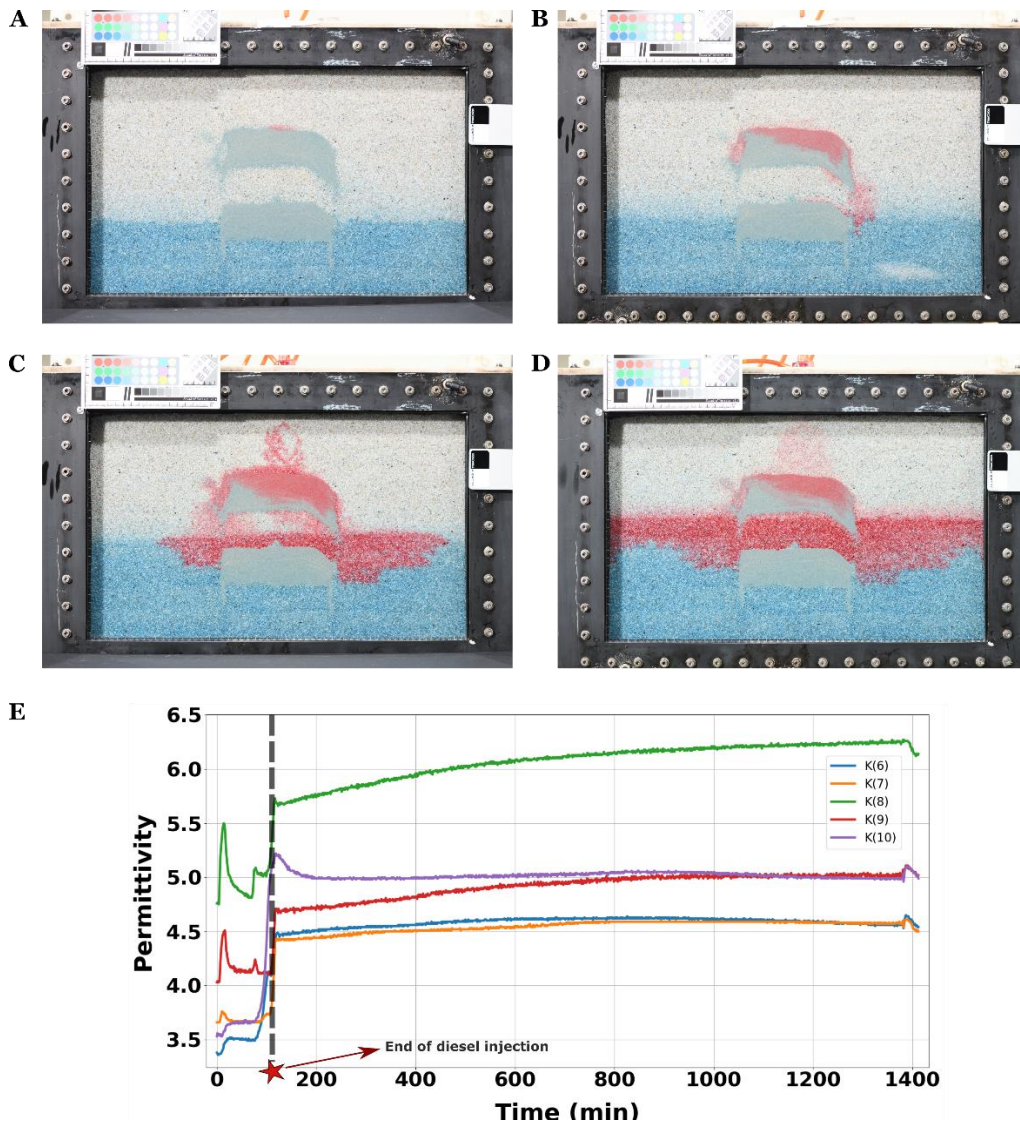 A
B
C
D
E
6.5
6.0
5.5
5.0
4.5
4.0
3.5
Permittivity
K(6)
K(7)
K(8)
K(9)
K(10)
End of diesel injection
0 200 400 600 800 1000 1200 1400
Time (min)